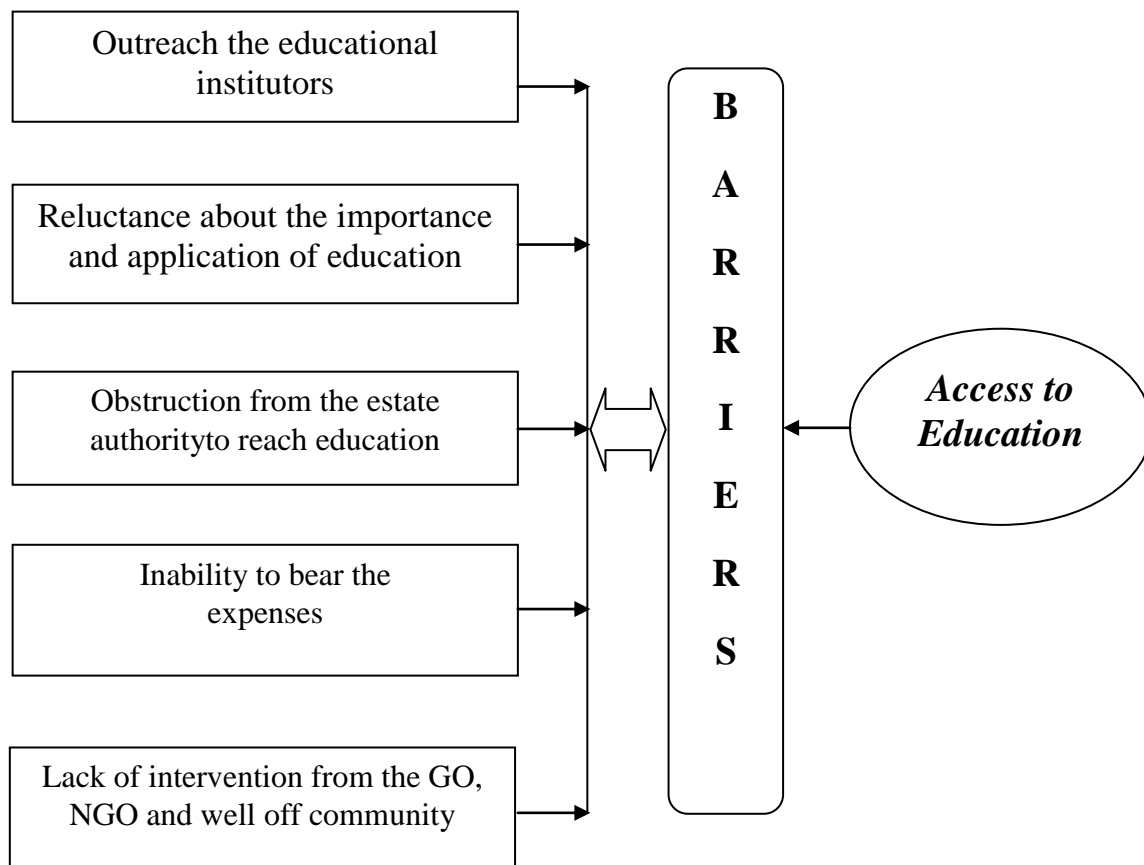 Outreach the educational
institutors
Reluctance about the importance
and application of education
Obstruction from the estate
authorityto reach education
Inability to bear the
expenses
Lack of intervention from the GO,
NGO and well off community
B
A
R
R
I
E
R
S
Access to
Education